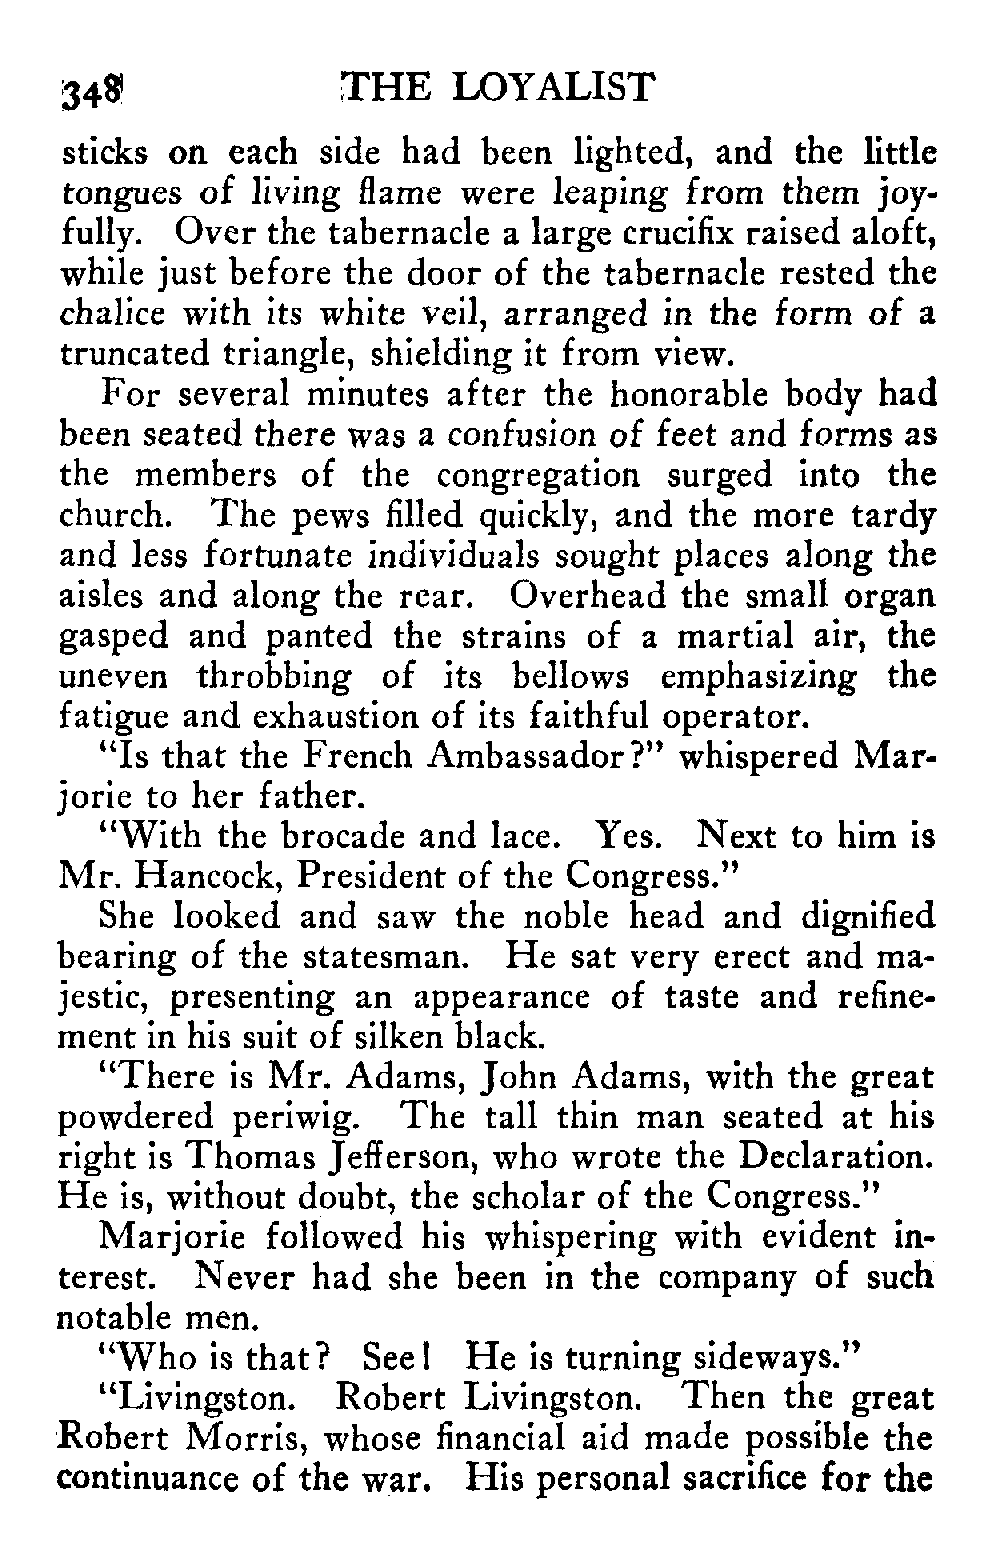 348 THE LOYALIST
sticks on each side had been lighted, and the little
tongues of living flame were leaping from them joy-
fully. Over the tabernacle a large crucifix raised aloft,
while just before the door of the tabernacle rested the
chalice with its white veil, arranged in the form of a
truncated triangle, shielding it from view.
For several minutes after the honorable body had
been seated there was a confusion of feet and forms as
the members of the congregation surged into the
church. The pews filled quickly, and the more tardy
and less fortunate individuals sought places along the
aisles and along the rear. Overhead the small organ
gasped and panted the strains of a martial air, the
uneven throbbing of its bellows emphasizing the
fatigue and exhaustion of its faithful operator.
"Is that the French Ambassador?" whispered Mar-
jorie to her father.
"With the brocade and lace. Yes. Next to him is
Mr. Hancock, President of the Congress."
She looked and saw the noble head and dignified
bearing of the statesman. He sat very erect and ma-
jestic, presenting an appearance of taste and refine-
ment in his suit of silken black.
"There is Mr. Adams, John Adams, with the great
powdered periwig. The tall thin man seated at his
right is Thomas Jefferson, who wrote the Declaration.
He is, without doubt, the scholar of the Congress."
Marjorie followed his whispering with evident in-
terest. Never had she been in the company of such
notable men.
"Who is that? See! He is turning sideways."
"Livingston. Robert Livingston. Then the great
Robert Morris, whose financial aid made possible the
continuance of the war. His personal sacrifice for the